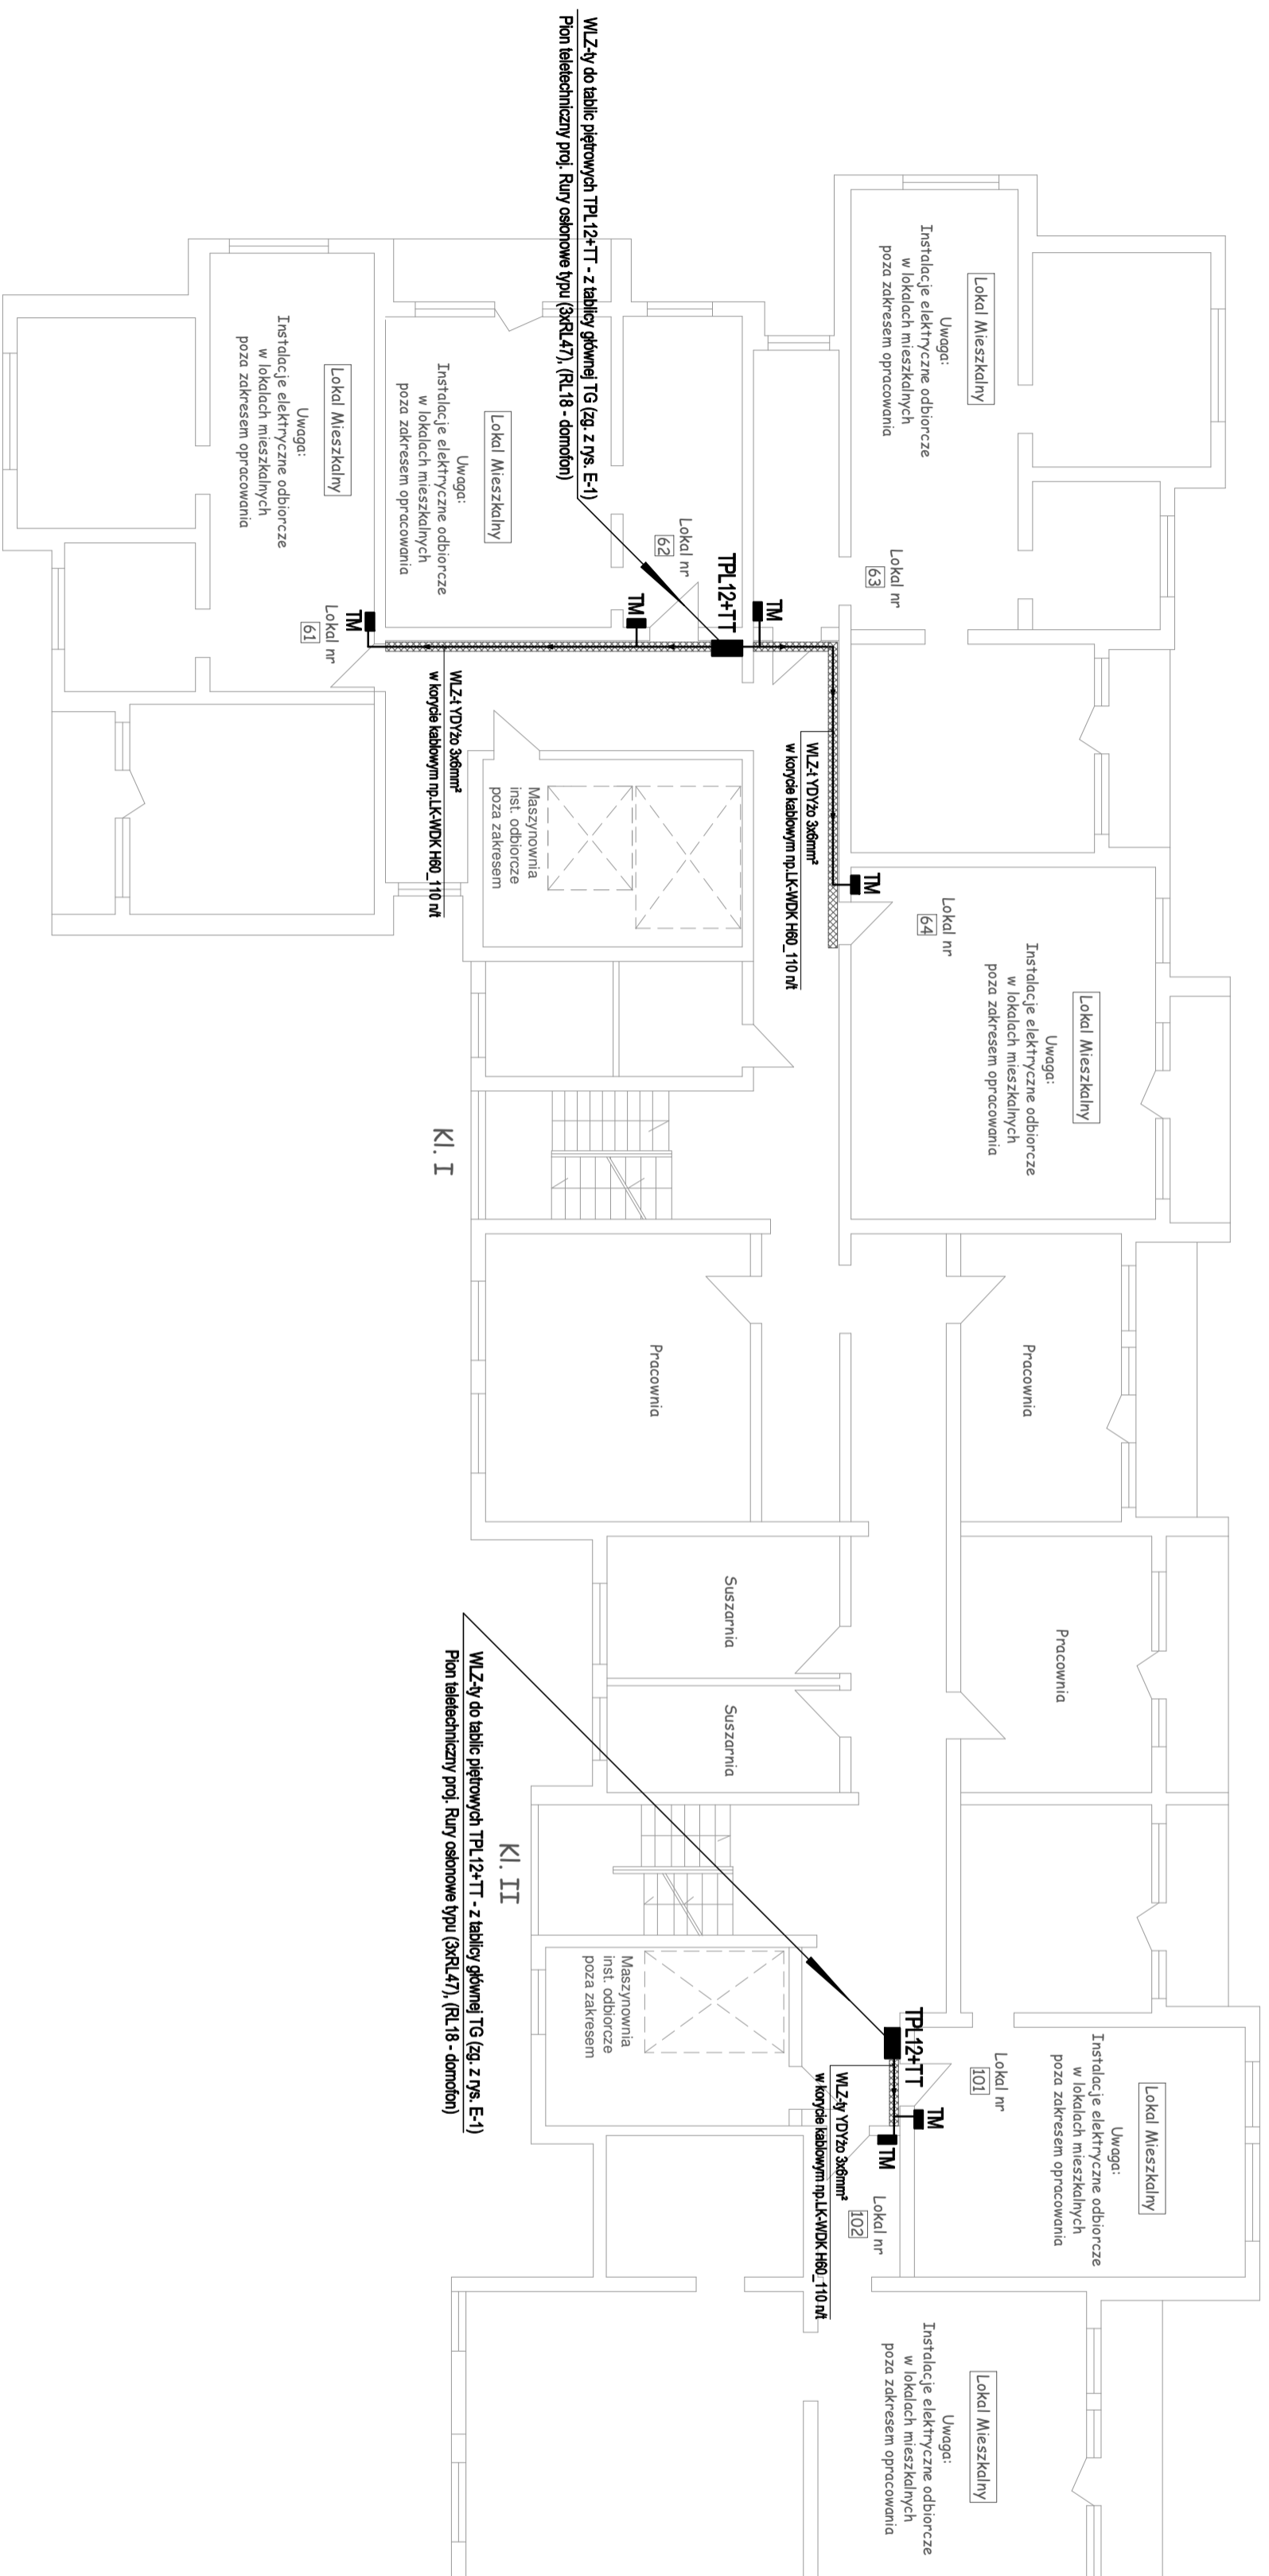 WLZ-ty do tablic piętrowych TPL12+TT - z tablicy głównej TG (zg. z rys. E-1)
Pion teletechniczny proj. Rury osłonowe typu (3xRL47), (RL18 - domofon)
Lokal Mieszkalny
Uwaga:
Instalacje elektryczne odbiorcze
w lokalach mieszkalnych
poza zakresem opracowania
Lokal nr
63
Lokal nr
62
TPL12+TT
TM
TM
Lokal Mieszkalny
Uwaga:
Instalacje elektryczne odbiorcze
w lokalach mieszkalnych
poza zakresem opracowania
Lokal Mieszkalny
Uwaga:
Instalacje elektryczne odbiorcze
w lokalach mieszkalnych
poza zakresem opracowania
Lokal nr
61
TM
WLZ-t YDYżo 3x6mm²
w korycie kablowym np.LK-WDK H60_110 n/t
WLZ-t YDYżo 3x6mm²
w korycie kablowym np.LK-WDK H60_110 n/t
Maszynownia
inst. odbiorcze
poza zakresem
TM
Lokal nr
64
Lokal Mieszkalny
Uwaga:
Instalacje elektryczne odbiorcze
w lokalach mieszkalnych
poza zakresem opracowania
Kl. I
Pracownia
Pracownia
Pracownia
Suszarnia
Suszarnia
Kl. II
WLZ-ty do tablic piętrowych TPL12+TT - z tablicy głównej TG (zg. z rys. E-1)
Pion teletechniczny proj. Rury osłonowe typu (3xRL47), (RL18 - domofon)
Maszynownia
inst. odbiorcze
poza zakresem
TPL12+TT
Lokal nr
101
TM
TM
WLZ-ty YDYżo 3x6mm²
w korycie kablowym np.LK-WDK H60_110 n/t
Lokal nr
102
Lokal Mieszkalny
Uwaga:
Instalacje elektryczne odbiorcze
w lokalach mieszkalnych
poza zakresem opracowania
Lokal Mieszkalny
Uwaga:
Instalacje elektryczne odbiorcze
w lokalach mieszkalnych
poza zakresem opracowania